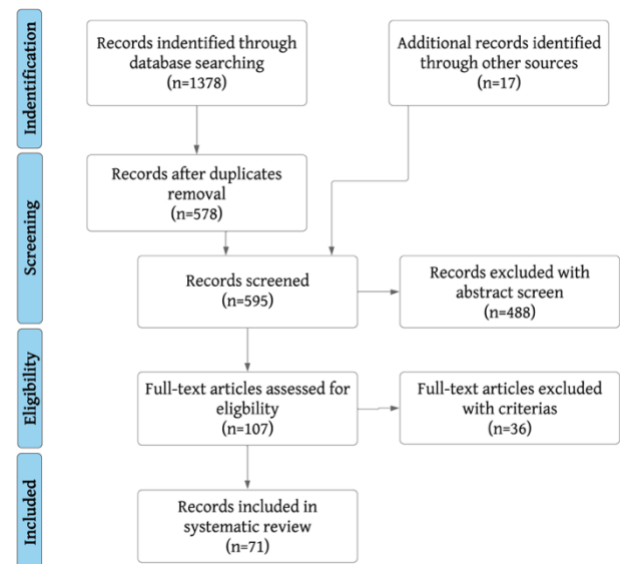 Indentification
Records indentified through
database searching
(n=1378)
Additional records identified
through other sources
(n=17)
Screening
Records after duplicates
removal
(n=578)
Records screened
(n=595)
Records excluded with
abstract screen
(n=488)
Eligibility
Full-text articles assessed for
eligbility
(n=107)
Full-text articles excluded
with criterias
(n=36)
Included
Records included in
systematic review
(n=71)